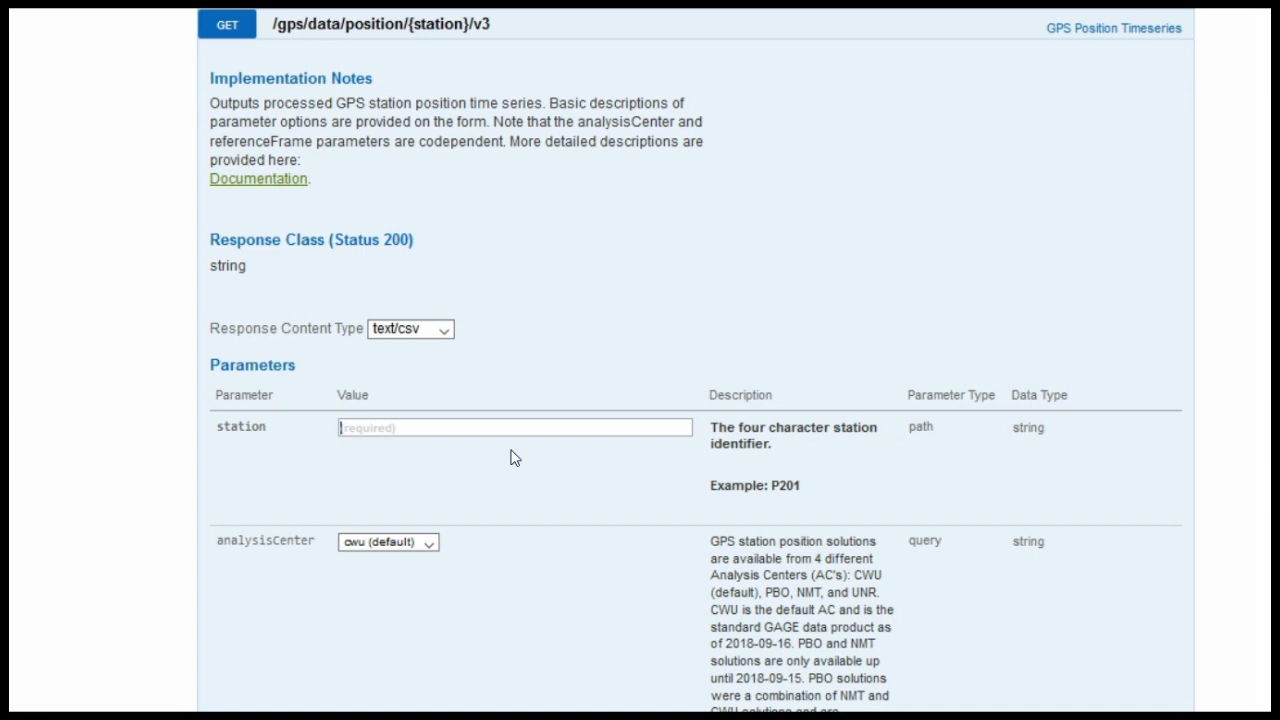 GET /gps/data/position/{station}/v3
GPS Position Timeseries
Implementation Notes
Outputs processed GPS station position time series. Basic descriptions of
parameter options are provided on the form. Note that the analysisCenter and
referenceFrame parameters are codependent. More detailed descriptions are
provided here:
Documentation.
Response Class (Status 200)
string
Response Content Type text/csv
Parameters
Parameter Value Description Parameter Type Data Type
station (required) The four character station path string
identifier.
Example: P201
analysisCenter cwu (default) GPS station position solutions query string
are available from 4 different
Analysis Centers (AC's): CWU
(default), PBO, NMT, and UNR.
CWU is the default AC and is the
standard GAGE data product as
of 2018-09-16. PBO and NMT
solutions are only available up
until 2018-09-15. PBO solutions
were a combination of NMT and
CWU solutions and are